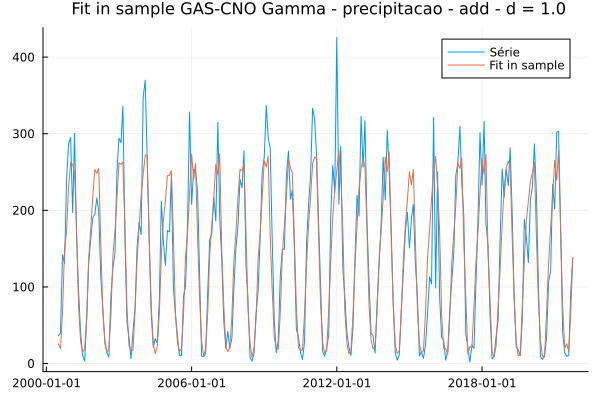 Fit in sample GAS-CNO Gamma - precipitacao - add - d = 1.0
Série
Fit in sample
400
300
200
100
0
2000-01-01 2006-01-01 2012-01-01 2018-01-01